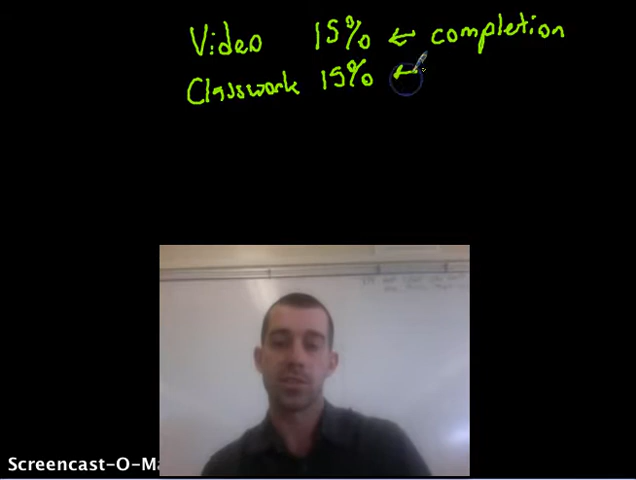 Video 15% ← completion
Classwork 15% ←
Screencast-O-Ma